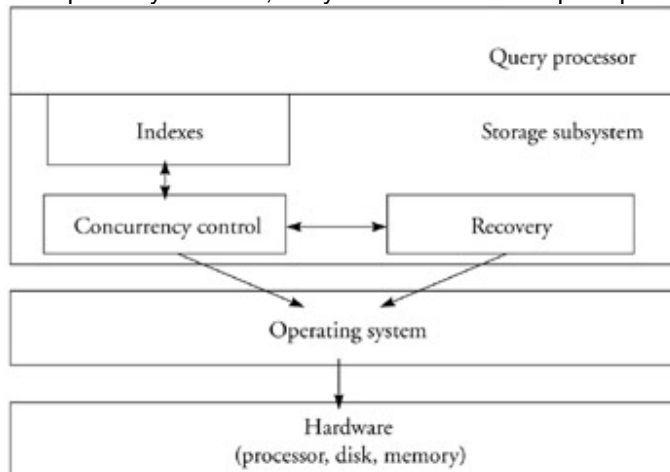 Query processor
Indexes
Storage subsystem
Concurrency control
Recovery
Operating system
Hardware
(processor, disk, memory)